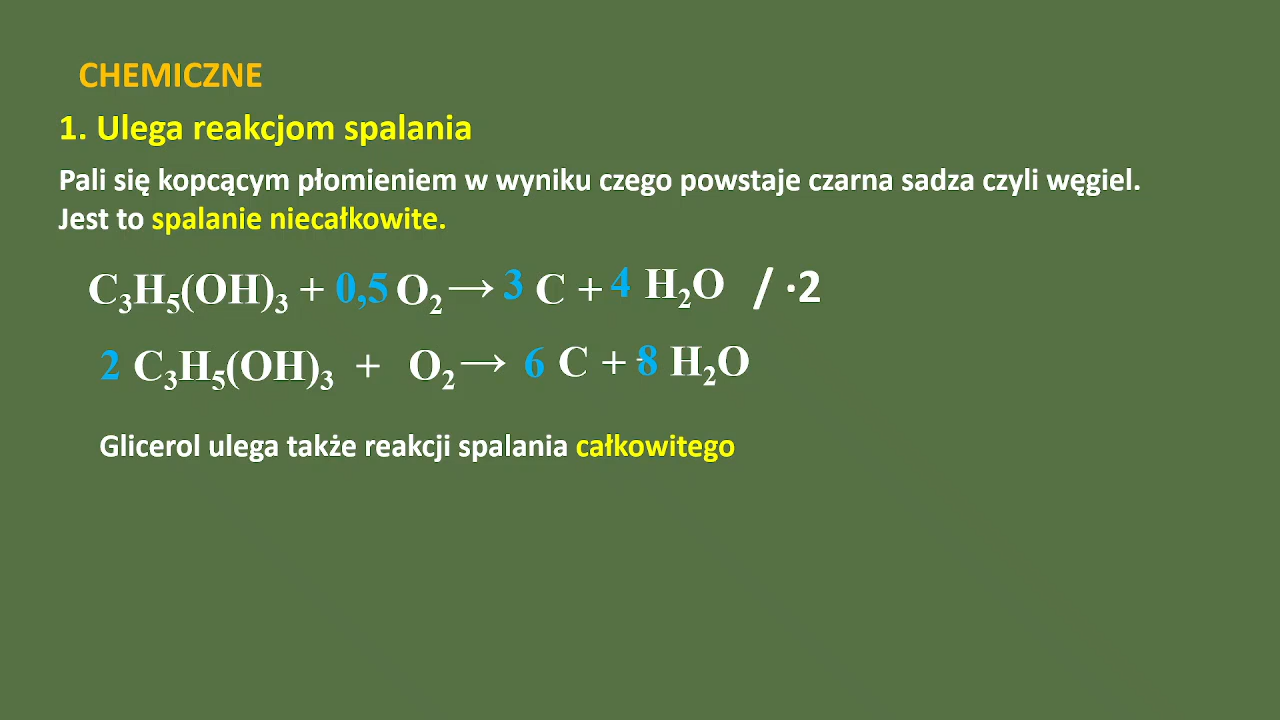 CHEMICZNE
1. Ulega reakcjom spalania
Pali się kopcącym płomieniem w wyniku czego powstaje czarna sadza czyli węgiel.
Jest to spalanie niecałkowite.
C₃H₅(OH)₃ + 0,5 O₂ → 3 C + 4 H₂O / ·2
2 C₃H₅(OH)₃ + O₂ → 6 C + 8 H₂O
Glicerol ulega także reakcji spalania całkowitego